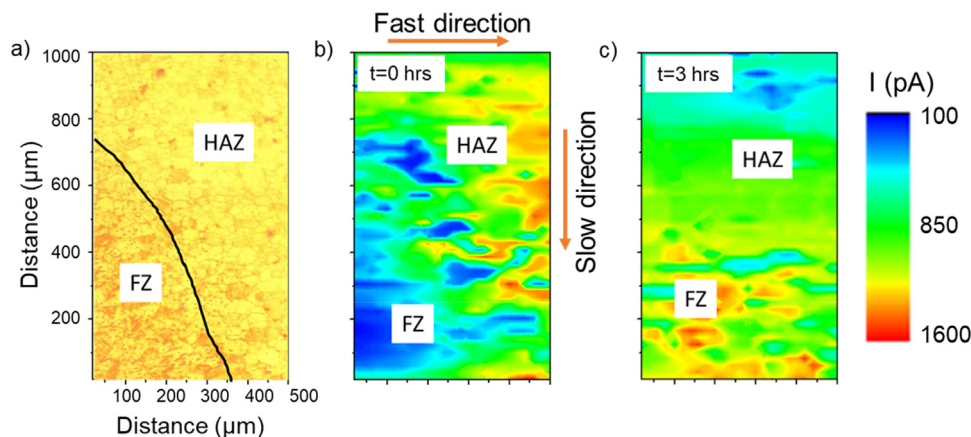 Fast direction
a)
b)
c)
1000
800
600
400
200
Distance (µm)
100
200
300
400
500
Distance (µm)
HAZ
FZ
t=0 hrs
HAZ
FZ
Slow direction
t=3 hrs
HAZ
FZ
I (pA)
100
850
1600